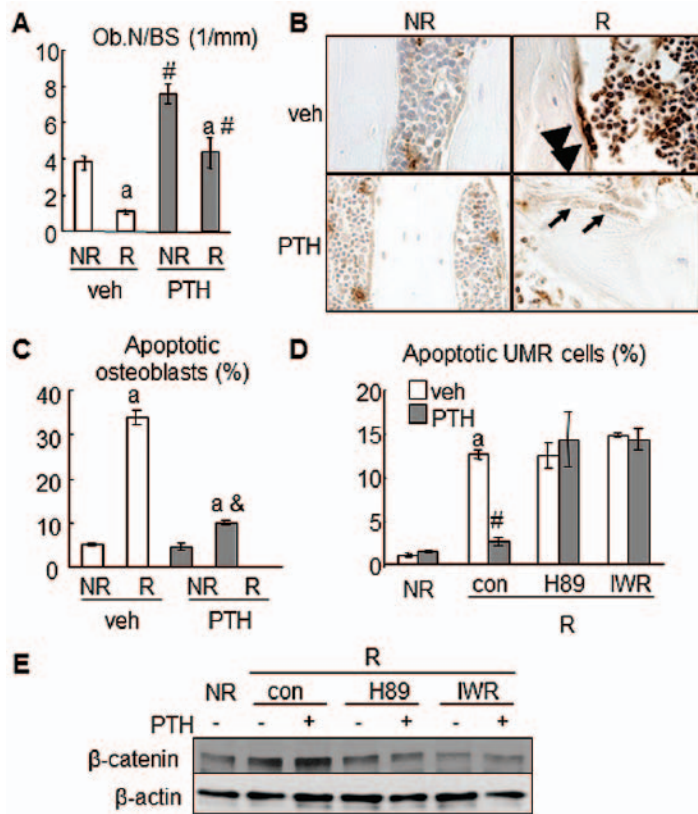 A
Ob.N/BS (1/mm)
8
6
4
2
0
a
#
a #
NR R NR R
veh PTH
B
NR R
veh
PTH
C
Apoptotic
osteoblasts (%)
40
30
20
10
0
a
a &
NR R NR R
veh PTH
D
Apoptotic UMR cells (%)
20
15
10
5
0
veh
PTH
a
#
NR con H89 IWR
R
E
R
NR con H89 IWR
PTH - - + - + - +
β-catenin
β-actin